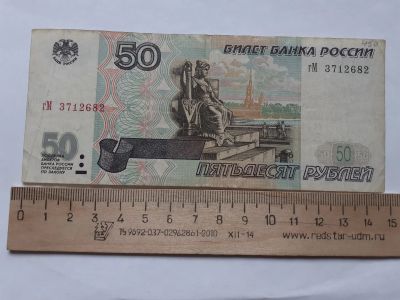 50
БИЛЕТ БАНКА РОССИИ
гМ 3712682
гМ 3712682
50
ПОДДЕЛКА
БИЛЕТОВ
БАНКА РОССИИ
ПРЕСЛЕДУЕТСЯ
ПО ЗАКОНУ
50
ПЯТЬДЕСЯТ РУБЛЕЙ
0 1 2 3 4 5 6 7 8 9 10 11 12 13 14 15
ТУ 9692-037-02962861-2010 XII-14 www.redstar-udm.ru